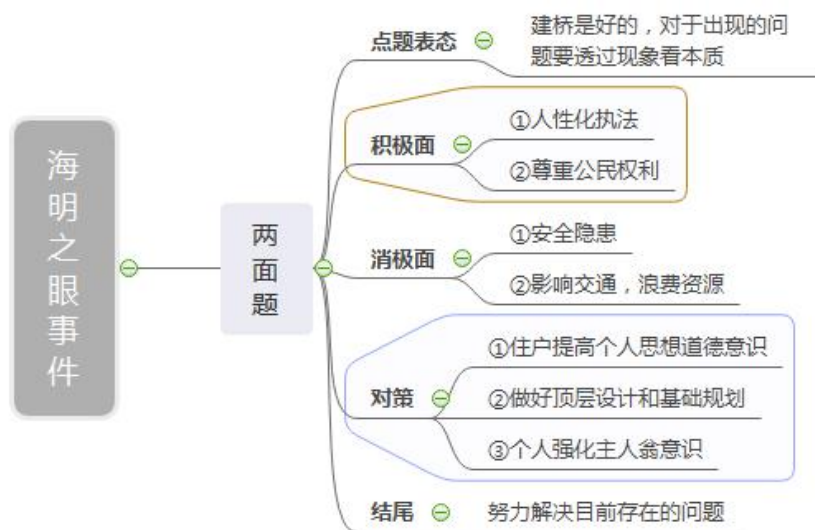 海明之眼事件
两面题
点题表态
建桥是好的，对于出现的问
题要透过现象看本质
积极面
①人性化执法
②尊重公民权利
消极面
①安全隐患
②影响交通，浪费资源
对策
①住户提高个人思想道德意识
②做好顶层设计和基础规划
③个人强化主人翁意识
结尾
努力解决目前存在的问题